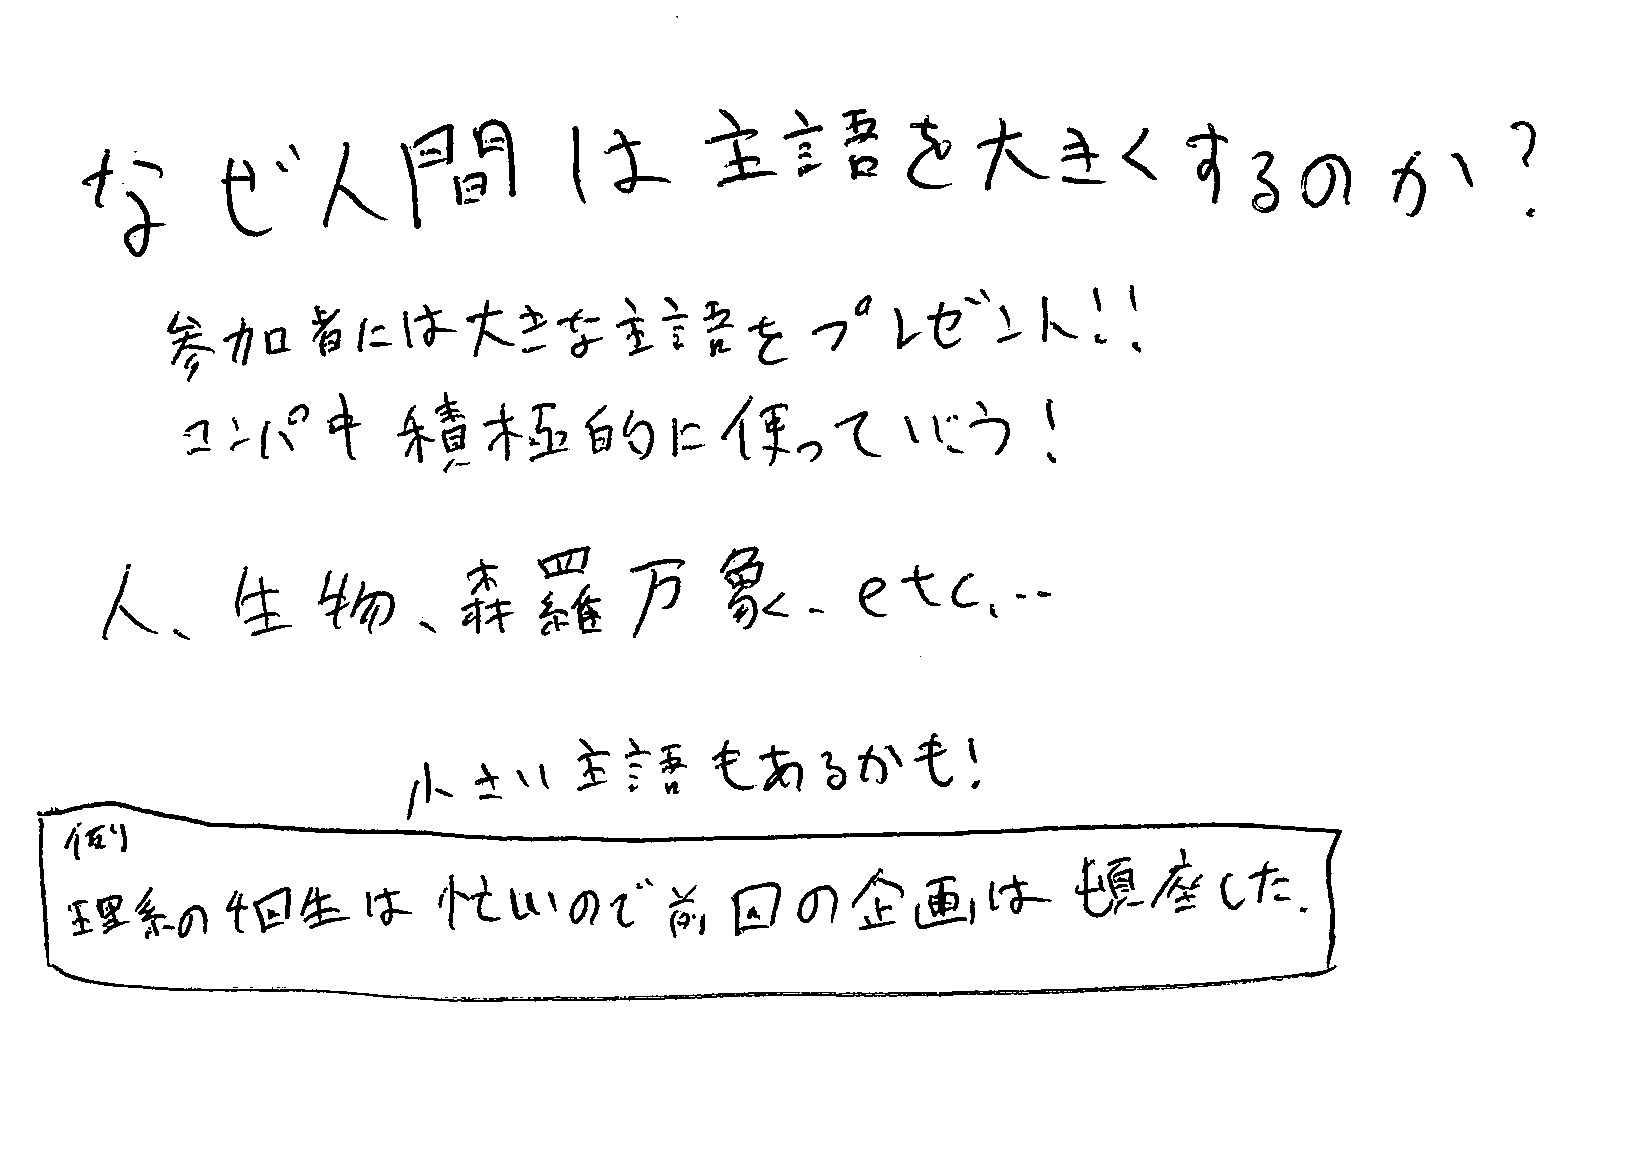 なぜ人間は主語を大きくするのか?
参加者には大きな主語をプレゼント!!
コンパ中積極的に使っていこう!
人、生物、森羅万象、etc...
小さい主語もあるかも!
例)
理系の4回生は忙しいので前回の企画は頓座した.